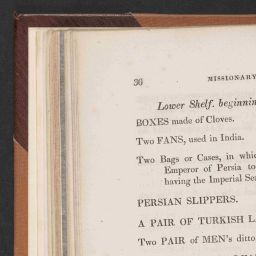 36 MISSIONARY
Lower Shelf. beginnin
BOXES made of Cloves.
Two FANS, used in India.
Two Bags or Cases, in whic
Emperor of Persia to
having the Imperial Se
PERSIAN SLIPPERS.
A PAIR OF TURKISH L
Two PAIR of MEN's ditto